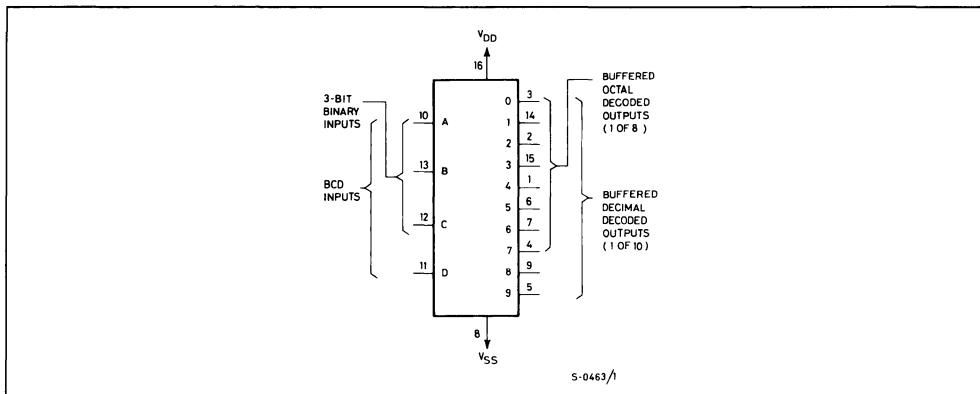 VDD
16
3-BIT
BINARY
INPUTS
BCD
INPUTS
10 A
13 B
12 C
11 D
0 3
1 14
2 2
3 15
4 1
5 6
6 7
7 4
8 9
9 5
BUFFERED
OCTAL
DECODED
OUTPUTS
(1 OF 8)
BUFFERED
DECIMAL
DECODED
OUTPUTS
(1 OF 10)
8
VSS
S-0463/1